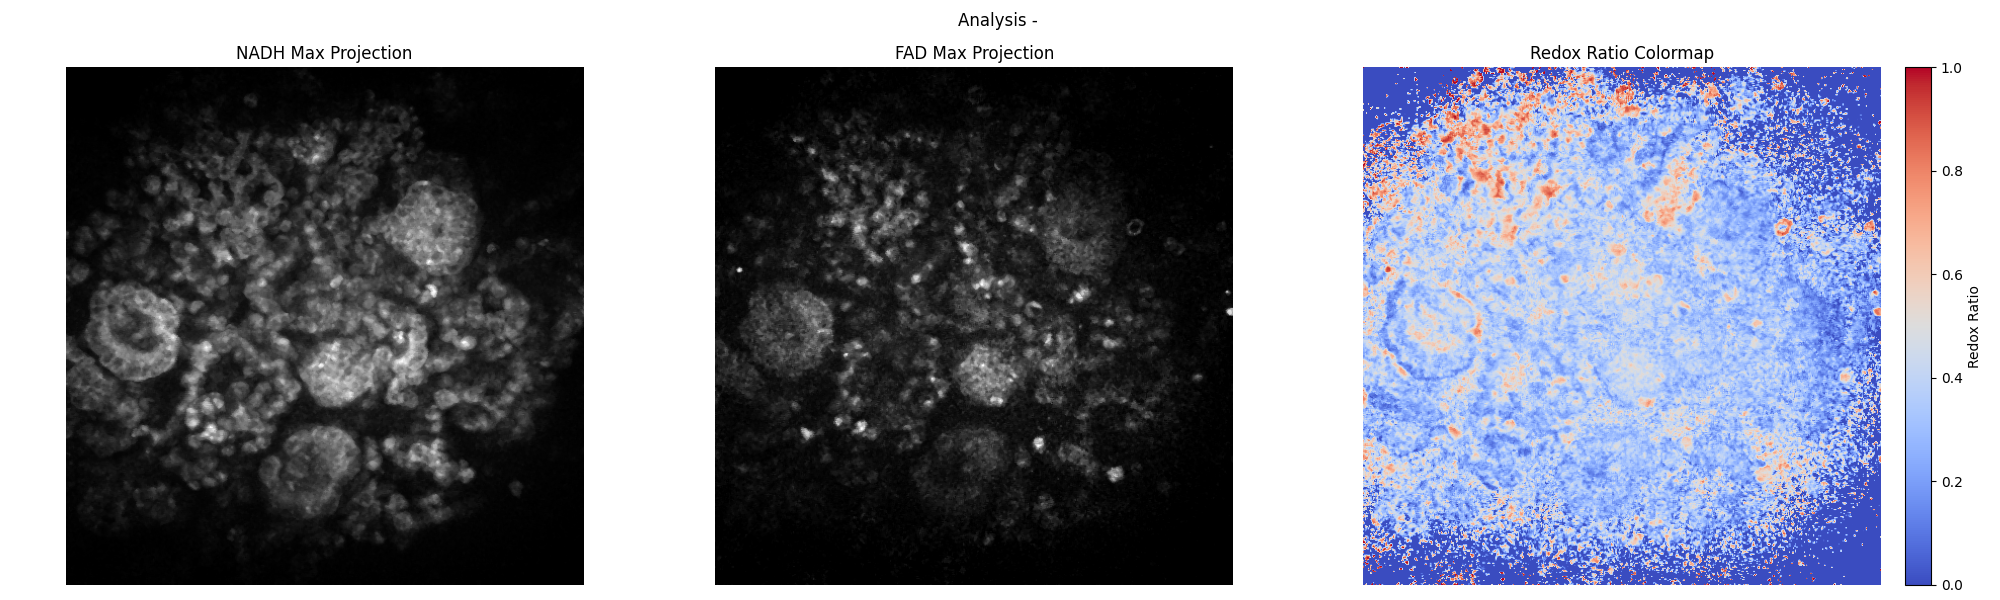 Analysis -
NADH Max Projection
FAD Max Projection
Redox Ratio Colormap
1.0
0.8
0.6
0.4
0.2
0.0
Redox Ratio